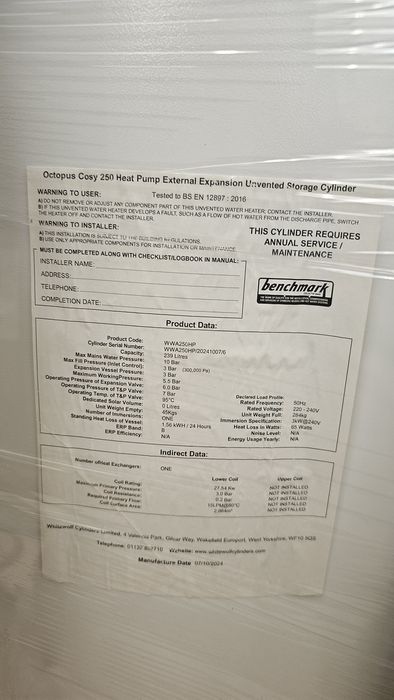 Octopus Cosy 250 Heat Pump External Expansion Unvented Storage Cylinder
WARNING TO USER: Tested to BS EN 12897 : 2016
A) DO NOT REMOVE OR ADJUST ANY COMPONENT PART OF THIS UNVENTED WATER HEATER; CONTACT THE INSTALLER.
B) IF THIS UNVENTED WATER HEATER DEVELOPS A FAULT, SUCH AS A FLOW OF HOT WATER FROM THE DISCHARGE PIPE, SWITCH
THE HEATER OFF AND CONTACT THE INSTALLER.
WARNING TO INSTALLER:
A) THIS INSTALLATION IS SUBJECT TO THE BUILDING REGULATIONS.
B) USE ONLY APPROPRIATE COMPONENTS FOR INSTALLATION OR MAINTENANCE.
THIS CYLINDER REQUIRES
ANNUAL SERVICE /
MAINTENANCE
MUST BE COMPLETED ALONG WITH CHECKLIST/LOGBOOK IN MANUAL:
INSTALLER NAME:
ADDRESS:
TELEPHONE:
COMPLETION DATE:
benchmark
Product Data:
Product Code: WWA250HP
Cylinder Serial Number: WWA250HP/20241007/6
Capacity: 239 Litres
Max Mains Water Pressure: 10 Bar
Max Fill Pressure (Inlet Control): 3 Bar (300,000 Pa)
Expansion Vessel Pressure: 3 Bar
Maximum WorkingPressure: 5.5 Bar
Operating Pressure of Expansion Valve: 6.0 Bar
Operating Pressure of T&P Valve: 7 Bar
Operating Temp. of T&P Valve: 95°C
Dedicated Solar Volume: 0 Litres
Unit Weight Empty: 45Kgs
Number of Immersions: ONE
Standing Heat Loss of Vessel: 1.56 kWH / 24 Hours
ERP Band: B
ERP Efficiency: N/A
Declared Load Profile:
Rated Frequency: 50Hz
Rated Voltage: 220 - 240V
Unit Weight Full: 284kg
Immersion Specification: 3kW@240V
Heat Loss in Watts: 65 Watts
Noise Level: N/A
Energy Usage Yearly: N/A
Indirect Data:
Number of Heat Exchangers: ONE
Lower Coil Upper Coil
Coil Rating: 27.54 Kw NOT INSTALLED
Maximum Primary Pressure: 3.0 Bar NOT INSTALLED
Coil Resistance: 0.2 Bar NOT INSTALLED
Required Primary Flow: 15LPM@80°C NOT INSTALLED
Coil Surface Area: NOT INSTALLED
Whitewolf Cylinders Limited, 4 Valencia Park, Gilcar Way, Wakefield Europort, West Yorkshire, WF10
Telephone: Website: www.whitewolfcylinders.com
Manufacture Date 07/10/2024